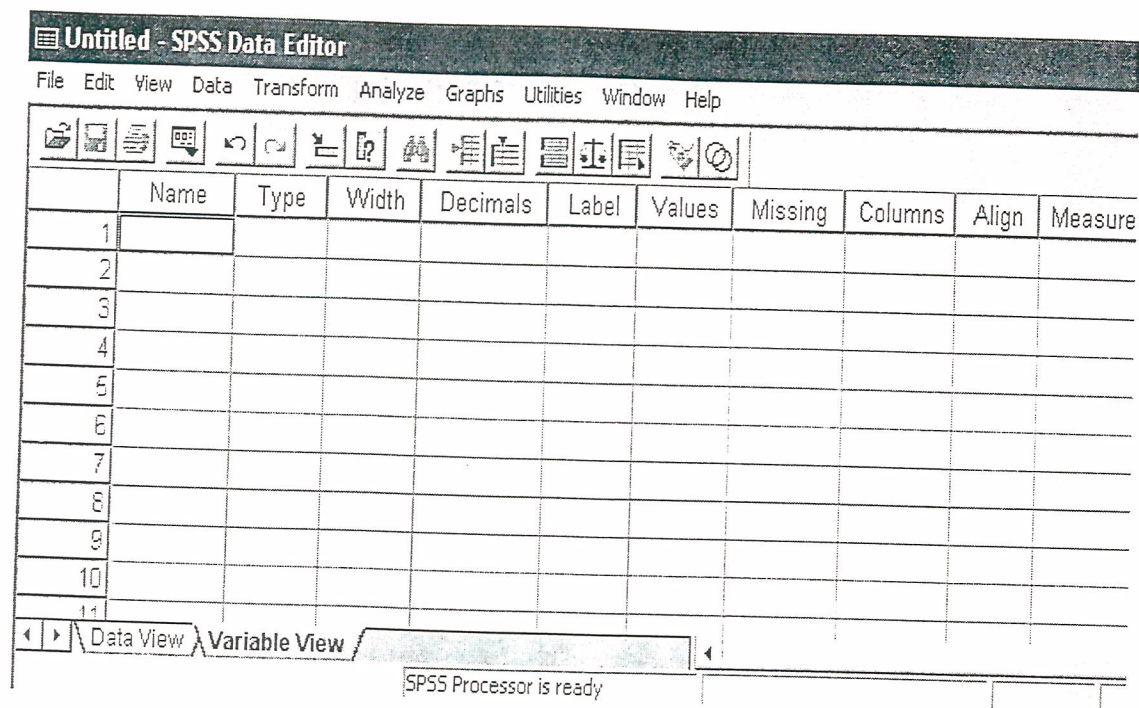 Untitled - SPSS Data Editor
File Edit View Data Transform Analyze Graphs Utilities Window Help
Name Type Width Decimals Label Values Missing Columns Align Measure
1
2
3
4
5
6
7
8
9
10
11
Data View Variable View
SPSS Processor is ready